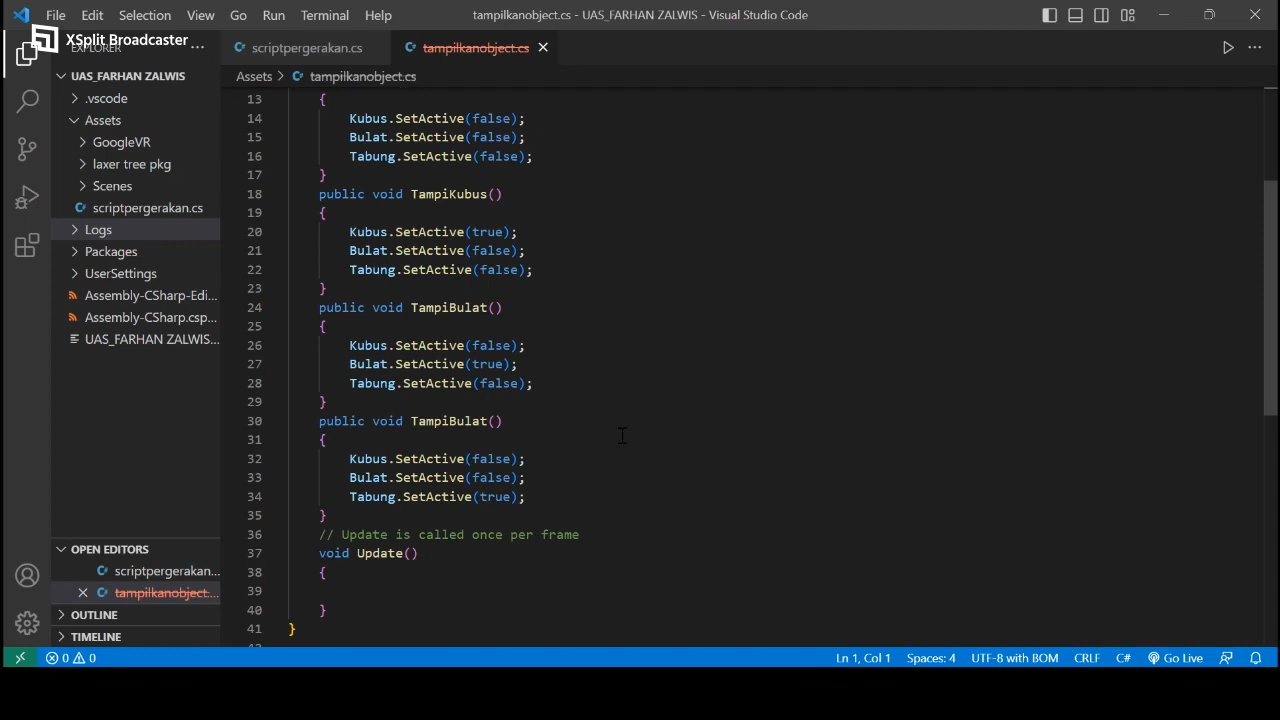 File Edit Selection View Go Run Terminal Help
tampilkanobject.cs - UAS_FARHAN ZALWIS - Visual Studio Code
XSplit Broadcaster
EXPLORER
UAS_FARHAN ZALWIS
.vscode
Assets
GoogleVR
laxer tree pkg
Scenes
scriptpergerakan.cs
Logs
Packages
UserSettings
Assembly-CSharp-Edi...
Assembly-CSharp.csp...
UAS_FARHAN ZALWIS...
OPEN EDITORS
scriptpergerakan....
tampilkanobject....
OUTLINE
TIMELINE
scriptpergerakan.cs tampilkanobject.cs
Assets > tampilkanobject.cs
13 {
14 Kubus.SetActive(false);
15 Bulat.SetActive(false);
16 Tabung.SetActive(false);
17 }
18 public void TampiKubus()
19 {
20 Kubus.SetActive(true);
21 Bulat.SetActive(false);
22 Tabung.SetActive(false);
23 }
24 public void TampiBulat()
25 {
26 Kubus.SetActive(false);
27 Bulat.SetActive(true);
28 Tabung.SetActive(false);
29 }
30 public void TampiBulat()
31 {
32 Kubus.SetActive(false);
33 Bulat.SetActive(false);
34 Tabung.SetActive(true);
35 }
36 // Update is called once per frame
37 void Update()
38 {
39
40 }
41 }
0 0 Ln 1, Col 1 Spaces: 4 UTF-8 with BOM CRLF C# Go Live